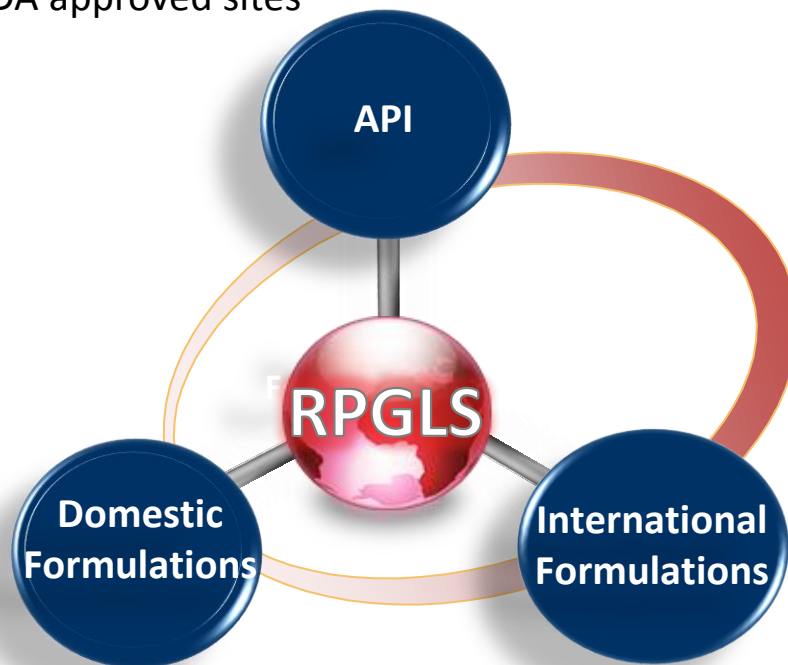 DA approved sites
API
RPGLS
Domestic
Formulations
International
Formulations